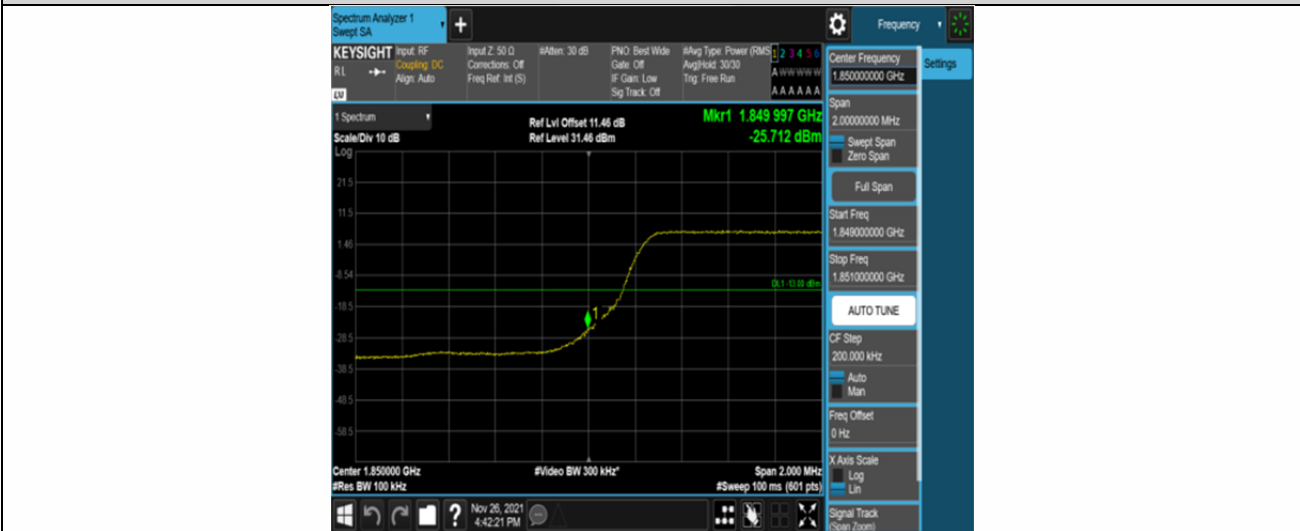 Spectrum Analyzer 1
Swept SA
+
Frequency
KEYSIGHT
RL
Input: RF
Coupling: DC
Align: Auto
Input Z: 50 Ω
Corrections: Off
Freq Ref: Int (S)
#Atten: 30 dB
PNO: Best Wide
Gate: Off
IF Gain: Low
Sig Track: Off
#Avg Type: Power (RMS
Avg|Hold: 30/30
Trig: Free Run
1 2 3 4 5 6
A W W W W W
A A A A A A
1 Spectrum
Scale/Div 10 dB
Log
Ref Lvl Offset 11.46 dB
Ref Level 31.46 dBm
Mkr1 1.849 997 GHz
-25.712 dBm
21.5
11.5
1.46
-8.54
-18.5
-28.5
-38.5
-48.5
-58.5
DL1 -13.00 dBm
1
Center 1.850000 GHz
#Res BW 100 kHz
#Video BW 300 kHz*
Span 2.000 MHz
#Sweep 100 ms (601 pts)
Center Frequency
1.850000000 GHz
Settings
Span
2.00000000 MHz
Swept Span
Zero Span
Full Span
Start Freq
1.849000000 GHz
Stop Freq
1.851000000 GHz
AUTO TUNE
CF Step
200.000 kHz
Auto
Man
Freq Offset
0 Hz
X Axis Scale
Log
Lin
Signal Track
(Span Zoom)
?
Nov 26, 2021
4:42:21 PM